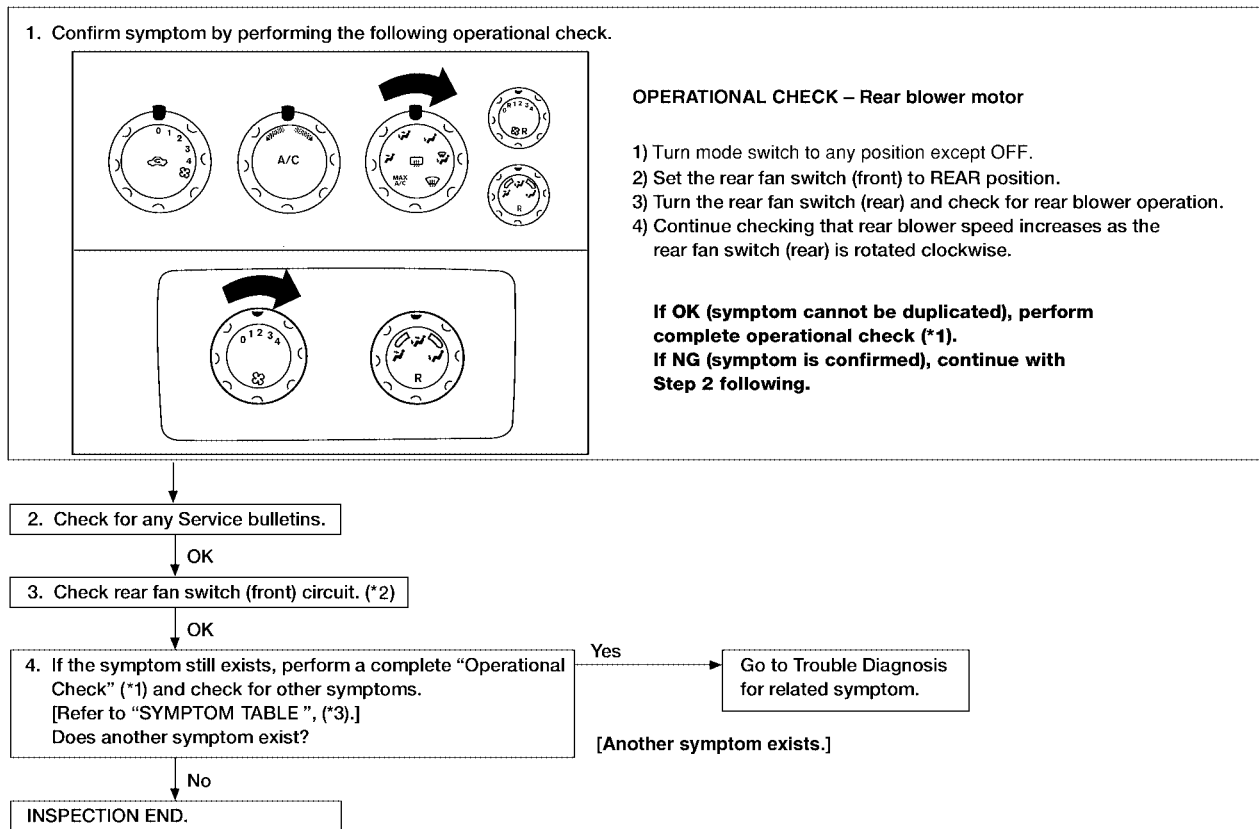 1. Confirm symptom by performing the following operational check.
0 1 2 3 4
A/C
MAX
A/C
0 R 1 2 3 4
R
R
0 1 2 3 4
R
OPERATIONAL CHECK – Rear blower motor
1) Turn mode switch to any position except OFF.
2) Set the rear fan switch (front) to REAR position.
3) Turn the rear fan switch (rear) and check for rear blower operation.
4) Continue checking that rear blower speed increases as the
rear fan switch (rear) is rotated clockwise.
If OK (symptom cannot be duplicated), perform
complete operational check (*1).
If NG (symptom is confirmed), continue with
Step 2 following.
2. Check for any Service bulletins.
OK
3. Check rear fan switch (front) circuit. (*2)
OK
4. If the symptom still exists, perform a complete “Operational
Check” (*1) and check for other symptoms.
[Refer to “SYMPTOM TABLE ”, (*3).]
Does another symptom exist?
Yes
Go to Trouble Diagnosis
for related symptom.
[Another symptom exists.]
No
INSPECTION END.